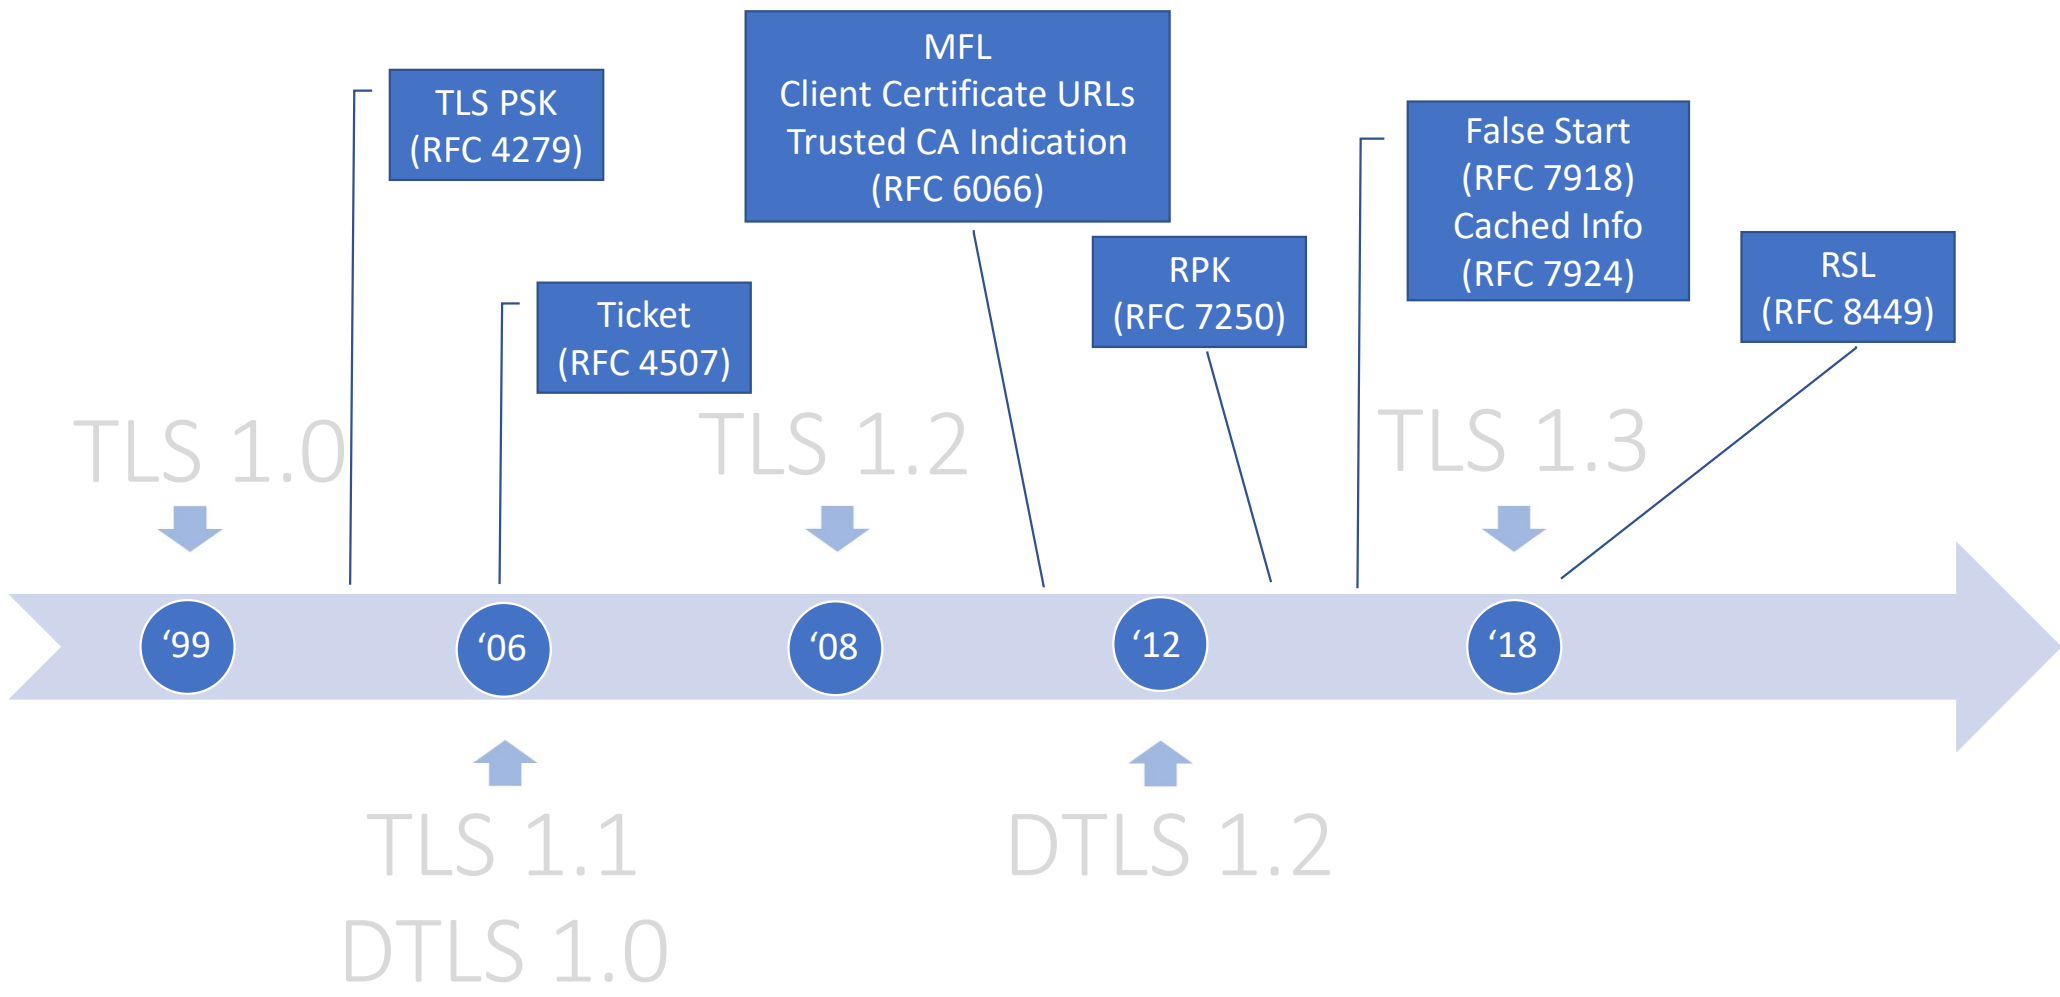 MFL
Client Certificate URLs
Trusted CA Indication
(RFC 6066)
TLS PSK
(RFC 4279)
False Start
(RFC 7918)
Cached Info
(RFC 7924)
RPK
(RFC 7250)
RSL
(RFC 8449)
Ticket
(RFC 4507)
TLS 1.0
TLS 1.2
TLS 1.3
‘99
‘06
‘08
‘12
‘18
TLS 1.1
DTLS 1.0
DTLS 1.2